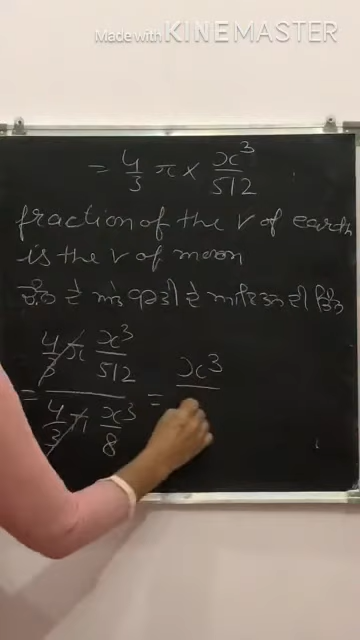 Made with KINEMASTER
= 4/3 π × x³/512
fraction of the V of earth
is the V of moon
ਚੰਨ ਦੇ ਅਤੇ ਧਰਤੀ ਦੇ ਆਇਤਨ ਦੀ
= 4/3 π x³/512 / 4/3 π x³/8 = x³